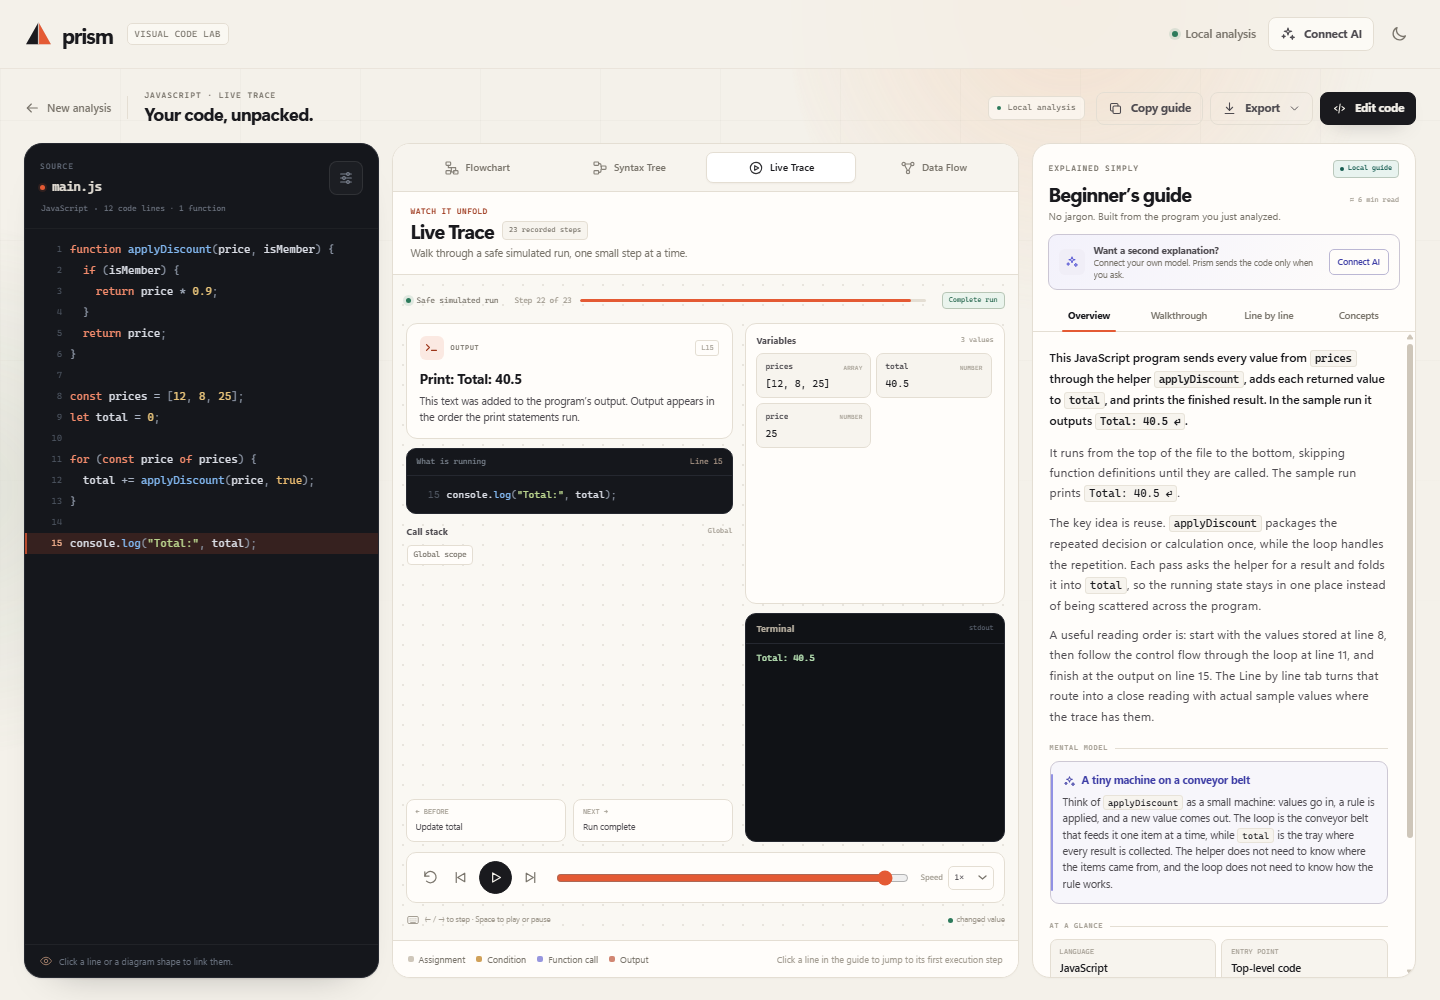 prism
VISUAL CODE LAB
Local analysis
Connect AI
New analysis
JAVASCRIPT · LIVE TRACE
Your code, unpacked.
Local analysis
Copy guide
Export
Edit code
SOURCE
main.js
JavaScript · 12 code lines · 1 function
1 function applyDiscount(price, isMember) {
2 if (isMember) {
3 return price * 0.9;
4 }
5 return price;
6 }
7
8 const prices = [12, 8, 25];
9 let total = 0;
10
11 for (const price of prices) {
12 total += applyDiscount(price, true);
13 }
14
15 console.log("Total:", total);
Click a line or a diagram shape to link them.
Flowchart
Syntax Tree
Live Trace
Data Flow
WATCH IT UNFOLD
Live Trace
23 recorded steps
Walk through a safe simulated run, one small step at a time.
Safe simulated run
Step 22 of 23
Complete run
OUTPUT
L15
Print: Total: 40.5
This text was added to the program's output. Output appears in
the order the print statements run.
What is running
Line 15
15 console.log("Total:", total);
Call stack
Global
Global scope
Variables
3 values
prices ARRAY
[12, 8, 25]
total NUMBER
40.5
price NUMBER
25
Terminal
stdout
Total: 40.5
← BEFORE
Update total
NEXT →
Run complete
Speed
1×
← / → to step · Space to play or pause
changed value
Assignment
Condition
Function call
Output
Click a line in the guide to jump to its first execution step
EXPLAINED SIMPLY
Local guide
Beginner's guide
≈ 6 min read
No jargon. Built from the program you just analyzed.
Want a second explanation?
Connect your own model. Prism sends the code only when
you ask.
Connect AI
Overview
Walkthrough
Line by line
Concepts
This JavaScript program sends every value from prices
through the helper applyDiscount, adds each returned value
to total, and prints the finished result. In the sample run it
outputs Total: 40.5 ↵.
It runs from the top of the file to the bottom, skipping
function definitions until they are called. The sample run
prints Total: 40.5 ↵.
The key idea is reuse. applyDiscount packages the
repeated decision or calculation once, while the loop handles
the repetition. Each pass asks the helper for a result and folds
it into total, so the running state stays in one place instead
of being scattered across the program.
A useful reading order is: start with the values stored at line 8,
then follow the control flow through the loop at line 11, and
finish at the output on line 15. The Line by line tab turns that
route into a close reading with actual sample values where
the trace has them.
MENTAL MODEL
A tiny machine on a conveyor belt
Think of applyDiscount as a small machine: values go in, a rule is
applied, and a new value comes out. The loop is the conveyor belt
that feeds it one item at a time, while total is the tray where
every result is collected. The helper does not need to know where
the items came from, and the loop does not need to know how the
rule works.
AT A GLANCE
LANGUAGE
JavaScript
ENTRY POINT
Top-level code